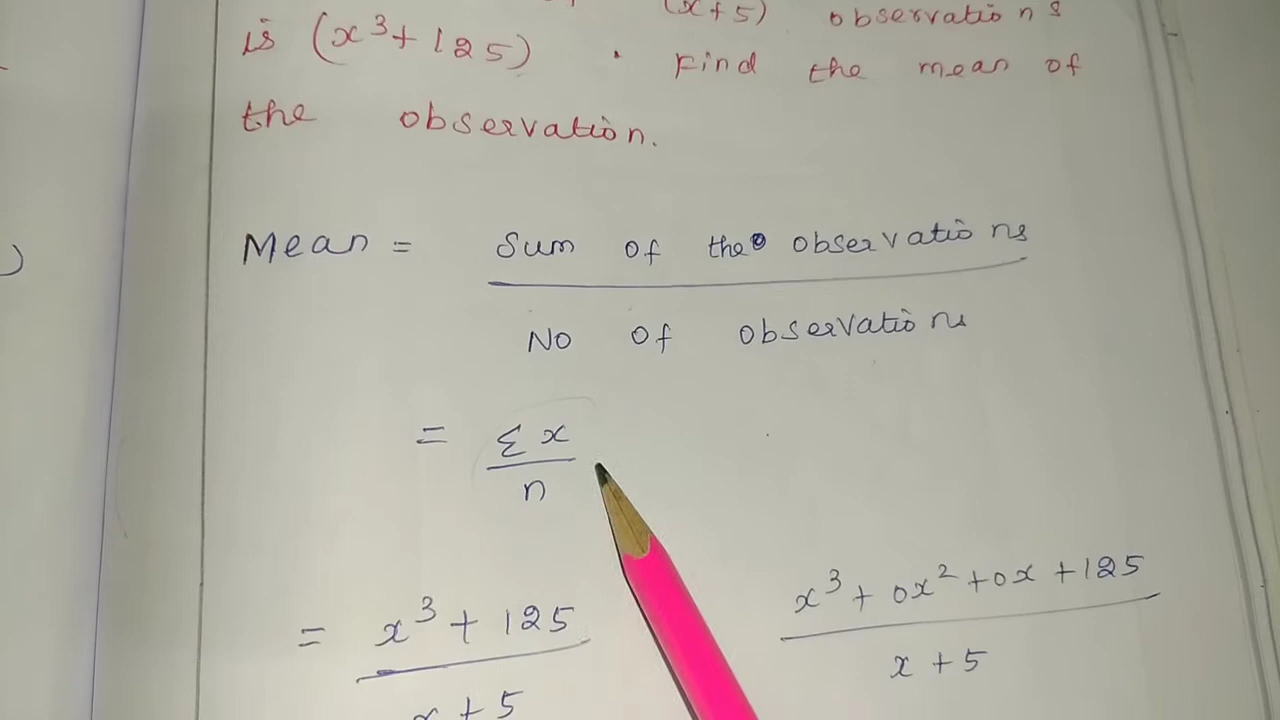 (x+5) observations
is (x³+125) . Find the mean of
the observation.
Mean = Sum of the observations
No of observations
= Σx
n
= x³+125
x+5
x³+0x²+0x+125
x+5